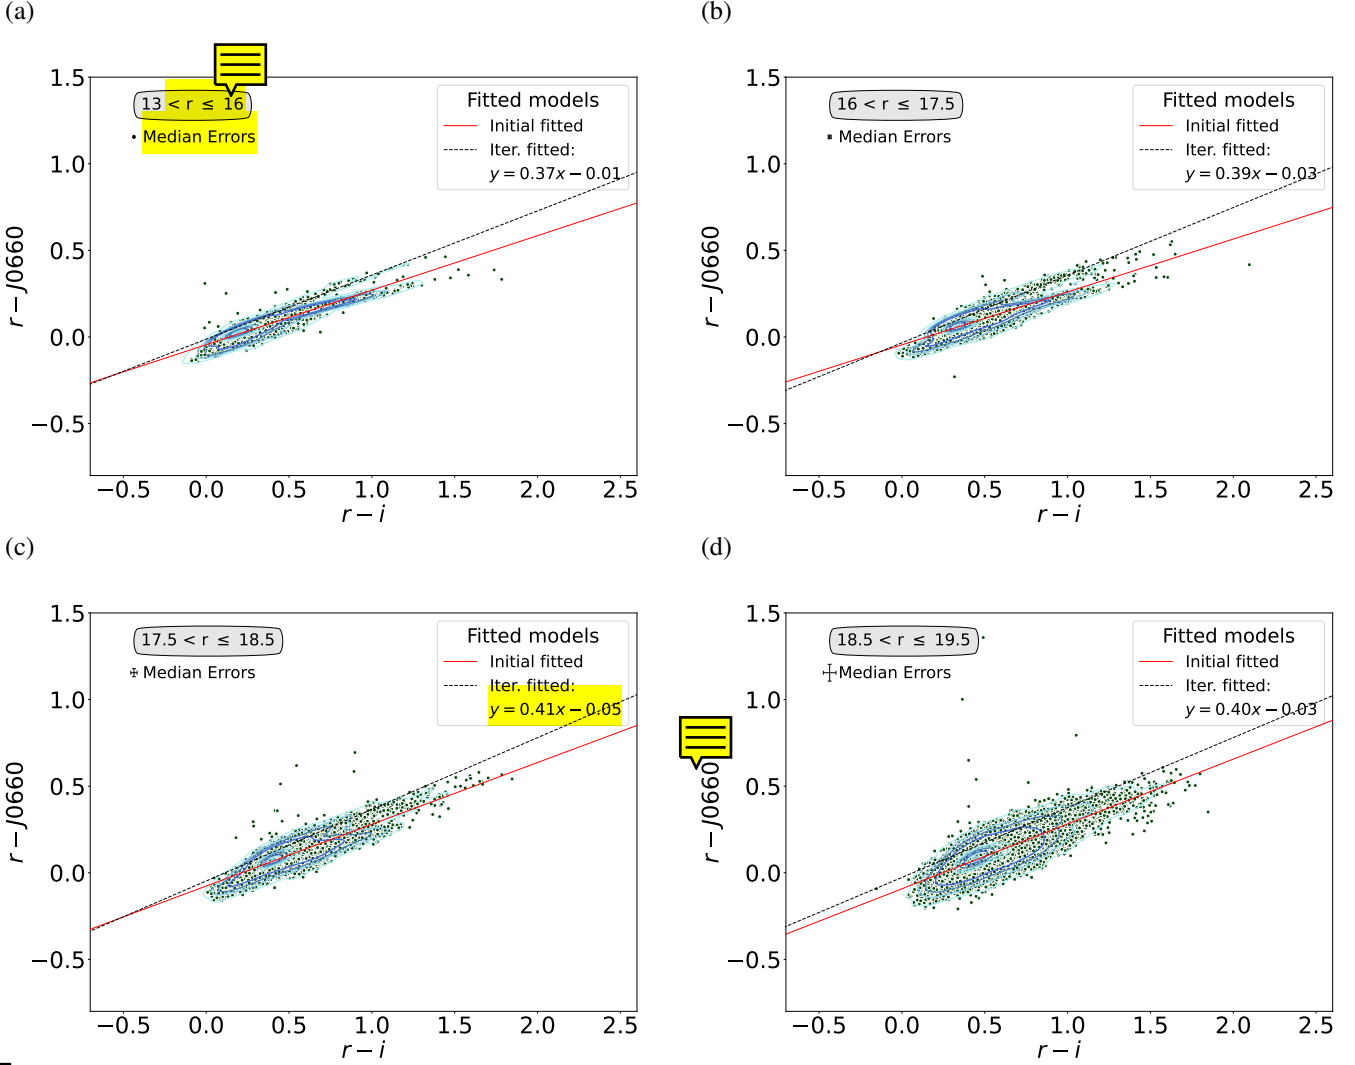 (a)
13 < r ≤ 16
Median Errors
Fitted models
Initial fitted
Iter. fitted:
y = 0.37x − 0.01
1.5
1.0
0.5
0.0
−0.5
r − J0660
−0.5 0.0 0.5 1.0 1.5 2.0 2.5
r − i
(b)
16 < r ≤ 17.5
Median Errors
Fitted models
Initial fitted
Iter. fitted:
y = 0.39x − 0.03
1.5
1.0
0.5
0.0
−0.5
r − J0660
−0.5 0.0 0.5 1.0 1.5 2.0 2.5
r − i
(c)
17.5 < r ≤ 18.5
Median Errors
Fitted models
Initial fitted
Iter. fitted:
y = 0.41x − 0.05
1.5
1.0
0.5
0.0
−0.5
r − J0660
−0.5 0.0 0.5 1.0 1.5 2.0 2.5
r − i
(d)
18.5 < r ≤ 19.5
Median Errors
Fitted models
Initial fitted
Iter. fitted:
y = 0.40x − 0.03
1.5
1.0
0.5
0.0
−0.5
r − J0660
−0.5 0.0 0.5 1.0 1.5 2.0 2.5
r − i